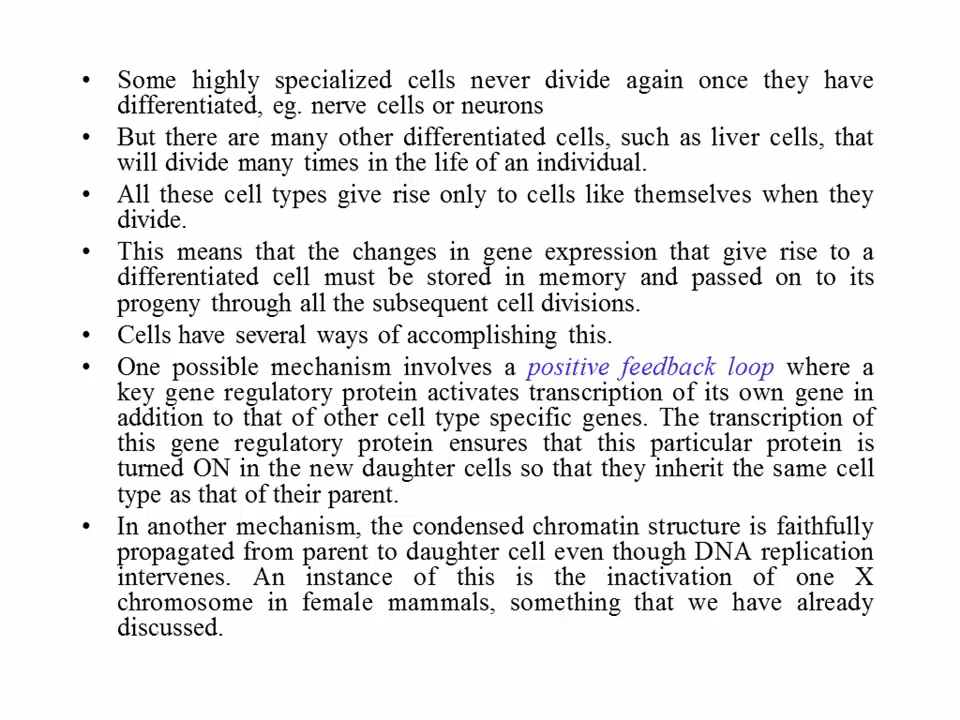 • Some highly specialized cells never divide again once they have
differentiated, eg. nerve cells or neurons
• But there are many other differentiated cells, such as liver cells, that
will divide many times in the life of an individual.
• All these cell types give rise only to cells like themselves when they
divide.
• This means that the changes in gene expression that give rise to a
differentiated cell must be stored in memory and passed on to its
progeny through all the subsequent cell divisions.
• Cells have several ways of accomplishing this.
• One possible mechanism involves a positive feedback loop where a
key gene regulatory protein activates transcription of its own gene in
addition to that of other cell type specific genes. The transcription of
this gene regulatory protein ensures that this particular protein is
turned ON in the new daughter cells so that they inherit the same cell
type as that of their parent.
• In another mechanism, the condensed chromatin structure is faithfully
propagated from parent to daughter cell even though DNA replication
intervenes. An instance of this is the inactivation of one X
chromosome in female mammals, something that we have already
discussed.